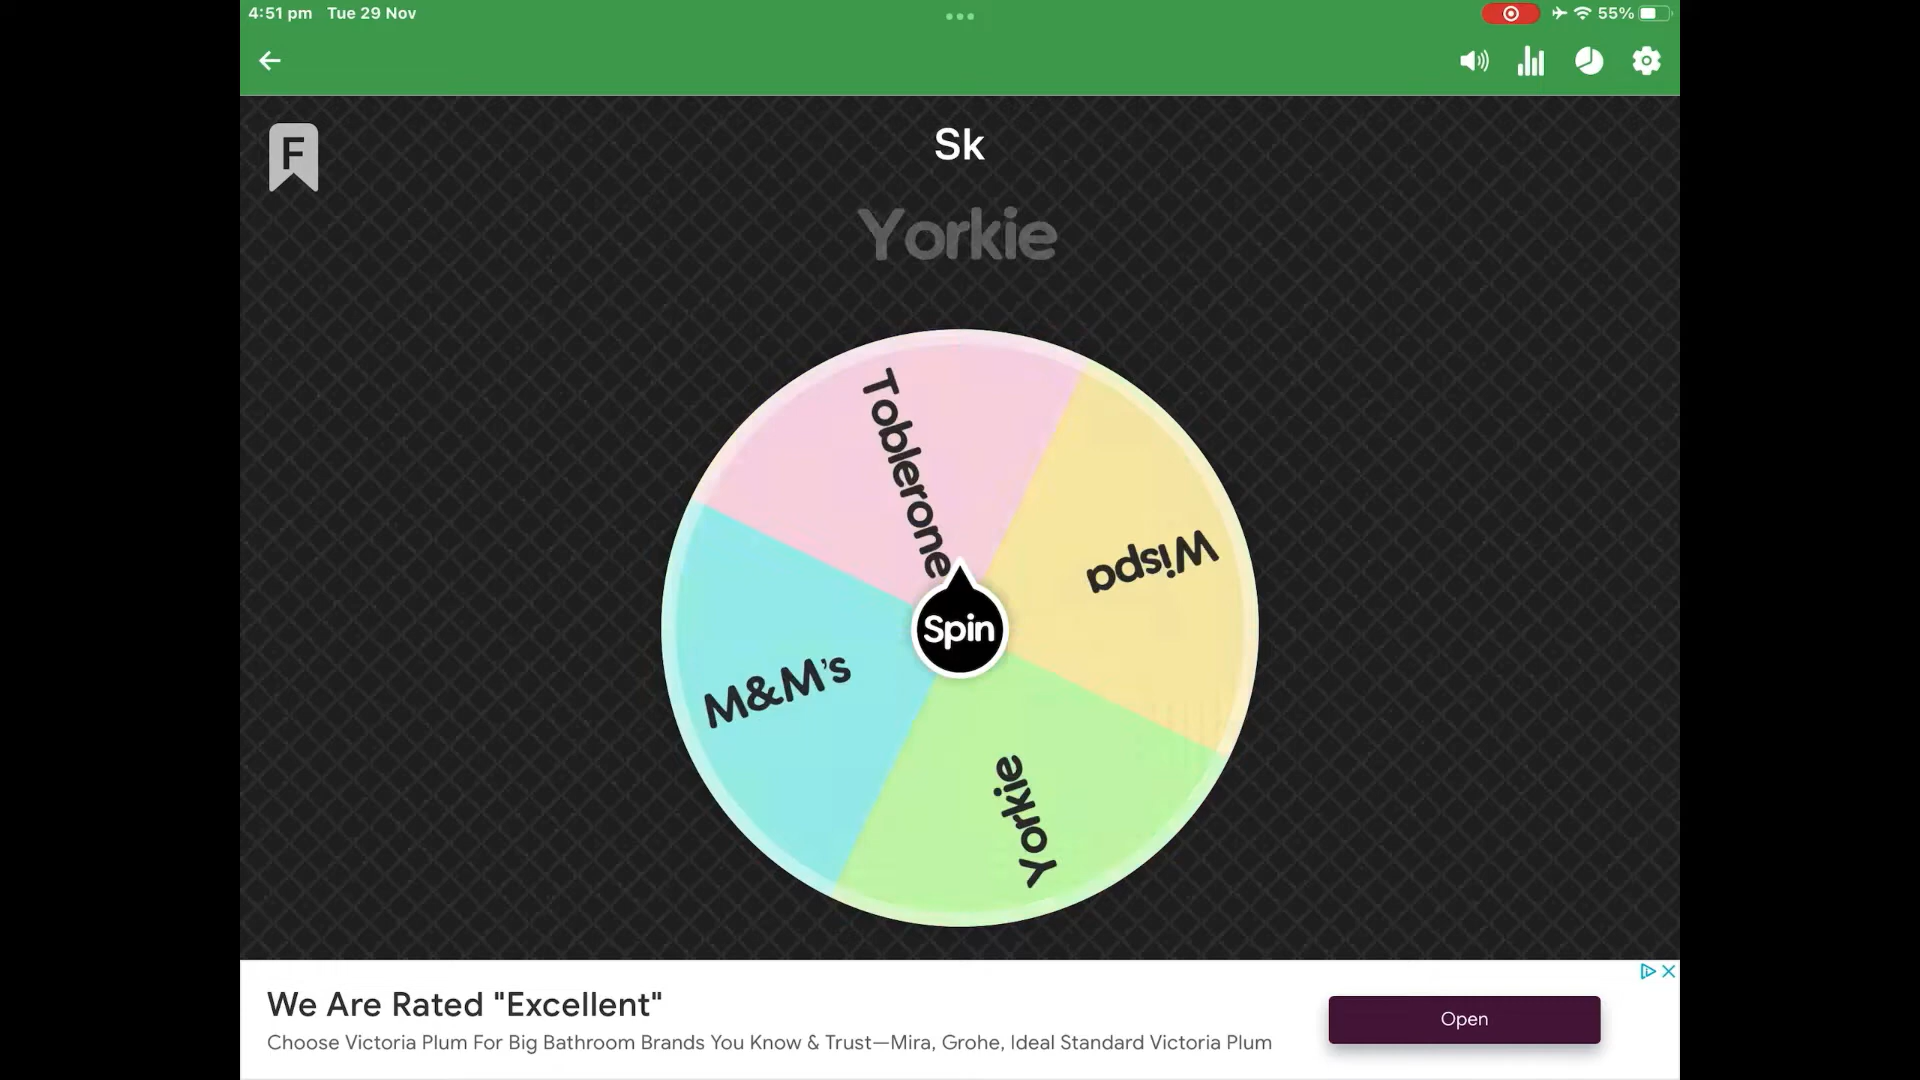 4:51 pm Tue 29 Nov
55%
F
Sk
Yorkie
Toblerone
Wispa
Spin
M&M's
Yorkie
We Are Rated "Excellent"
Choose Victoria Plum For Big Bathroom Brands You Know & Trust—Mira, Grohe, Ideal Standard Victoria Plum
Open